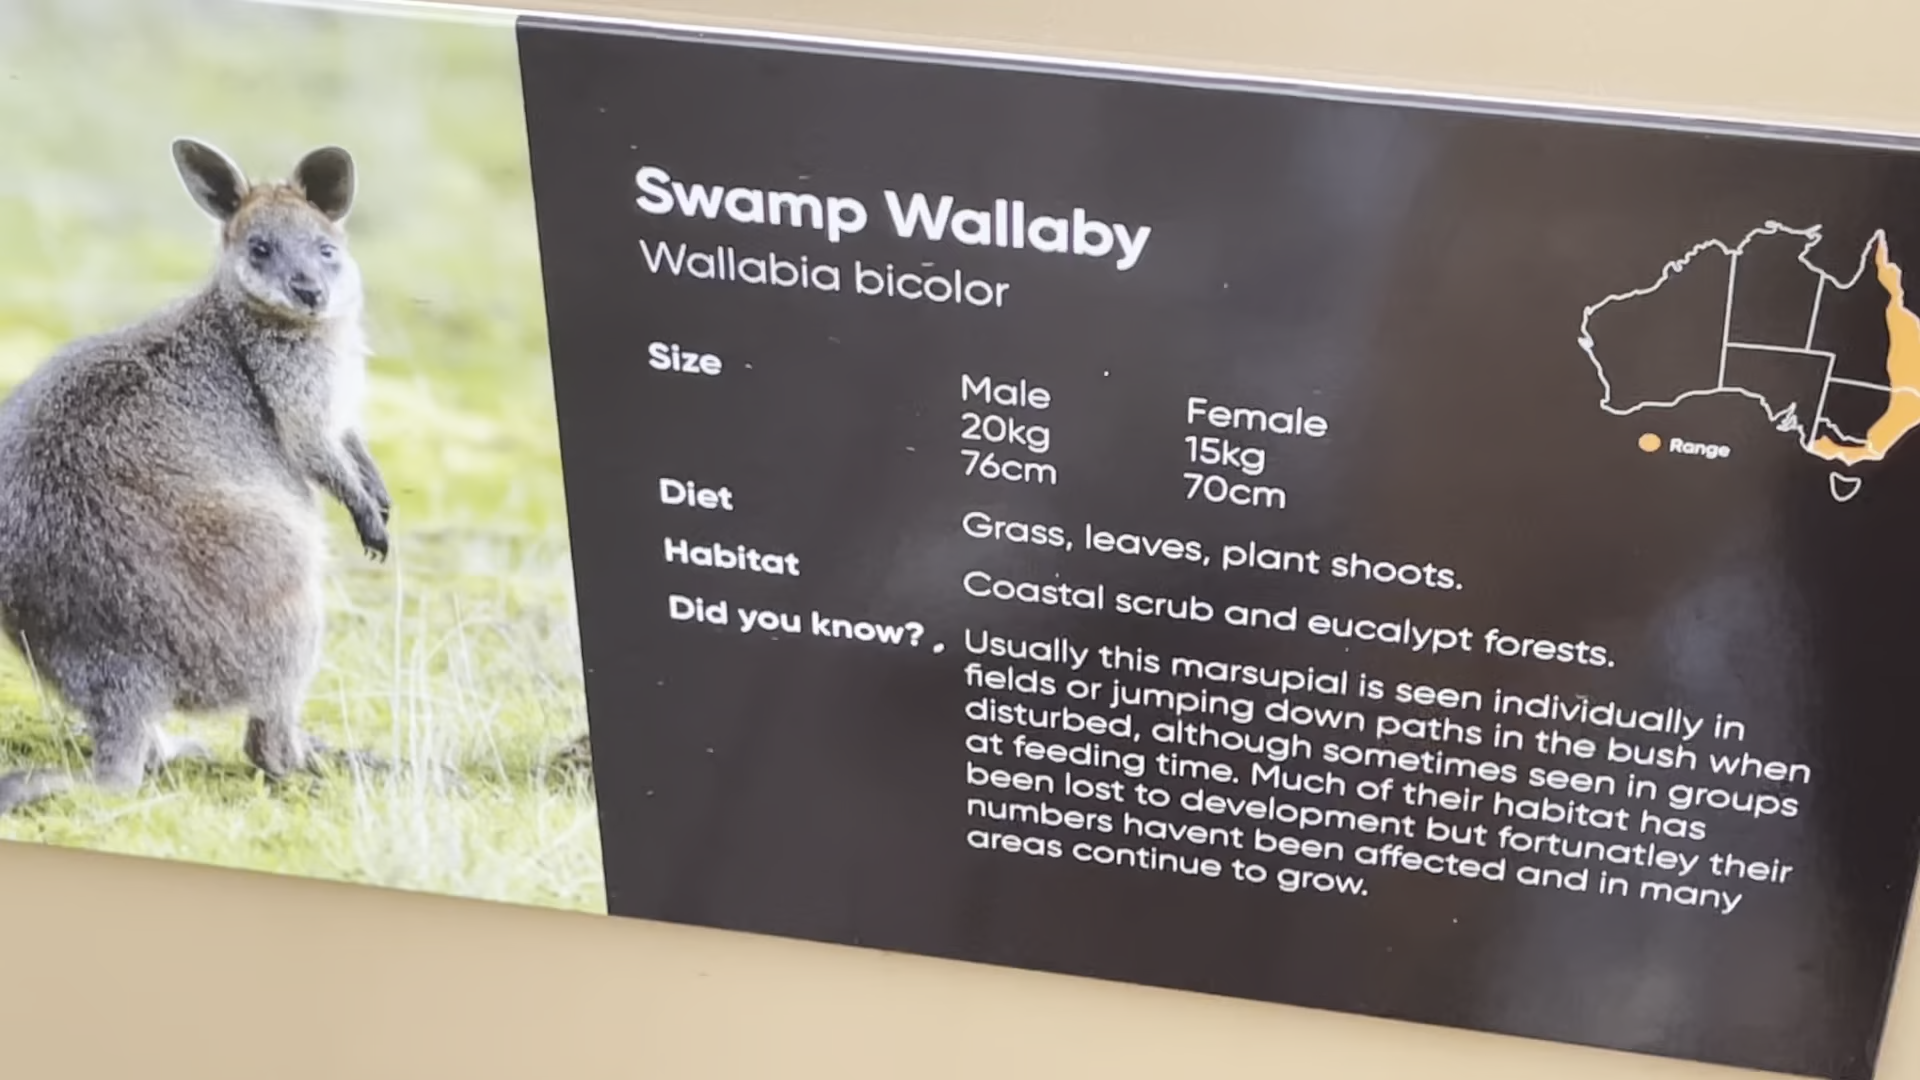 Swamp Wallaby
Wallabia bicolor
Size
Male Female
20kg 15kg
76cm 70cm
Diet Grass, leaves, plant shoots.
Habitat Coastal scrub and eucalypt forests.
Did you know? Usually this marsupial is seen individually in
fields or jumping down paths in the bush when
disturbed, although sometimes seen in groups
at feeding time. Much of their habitat has
been lost to development but fortunatley their
numbers havent been affected and in many
areas continue to grow.
Range